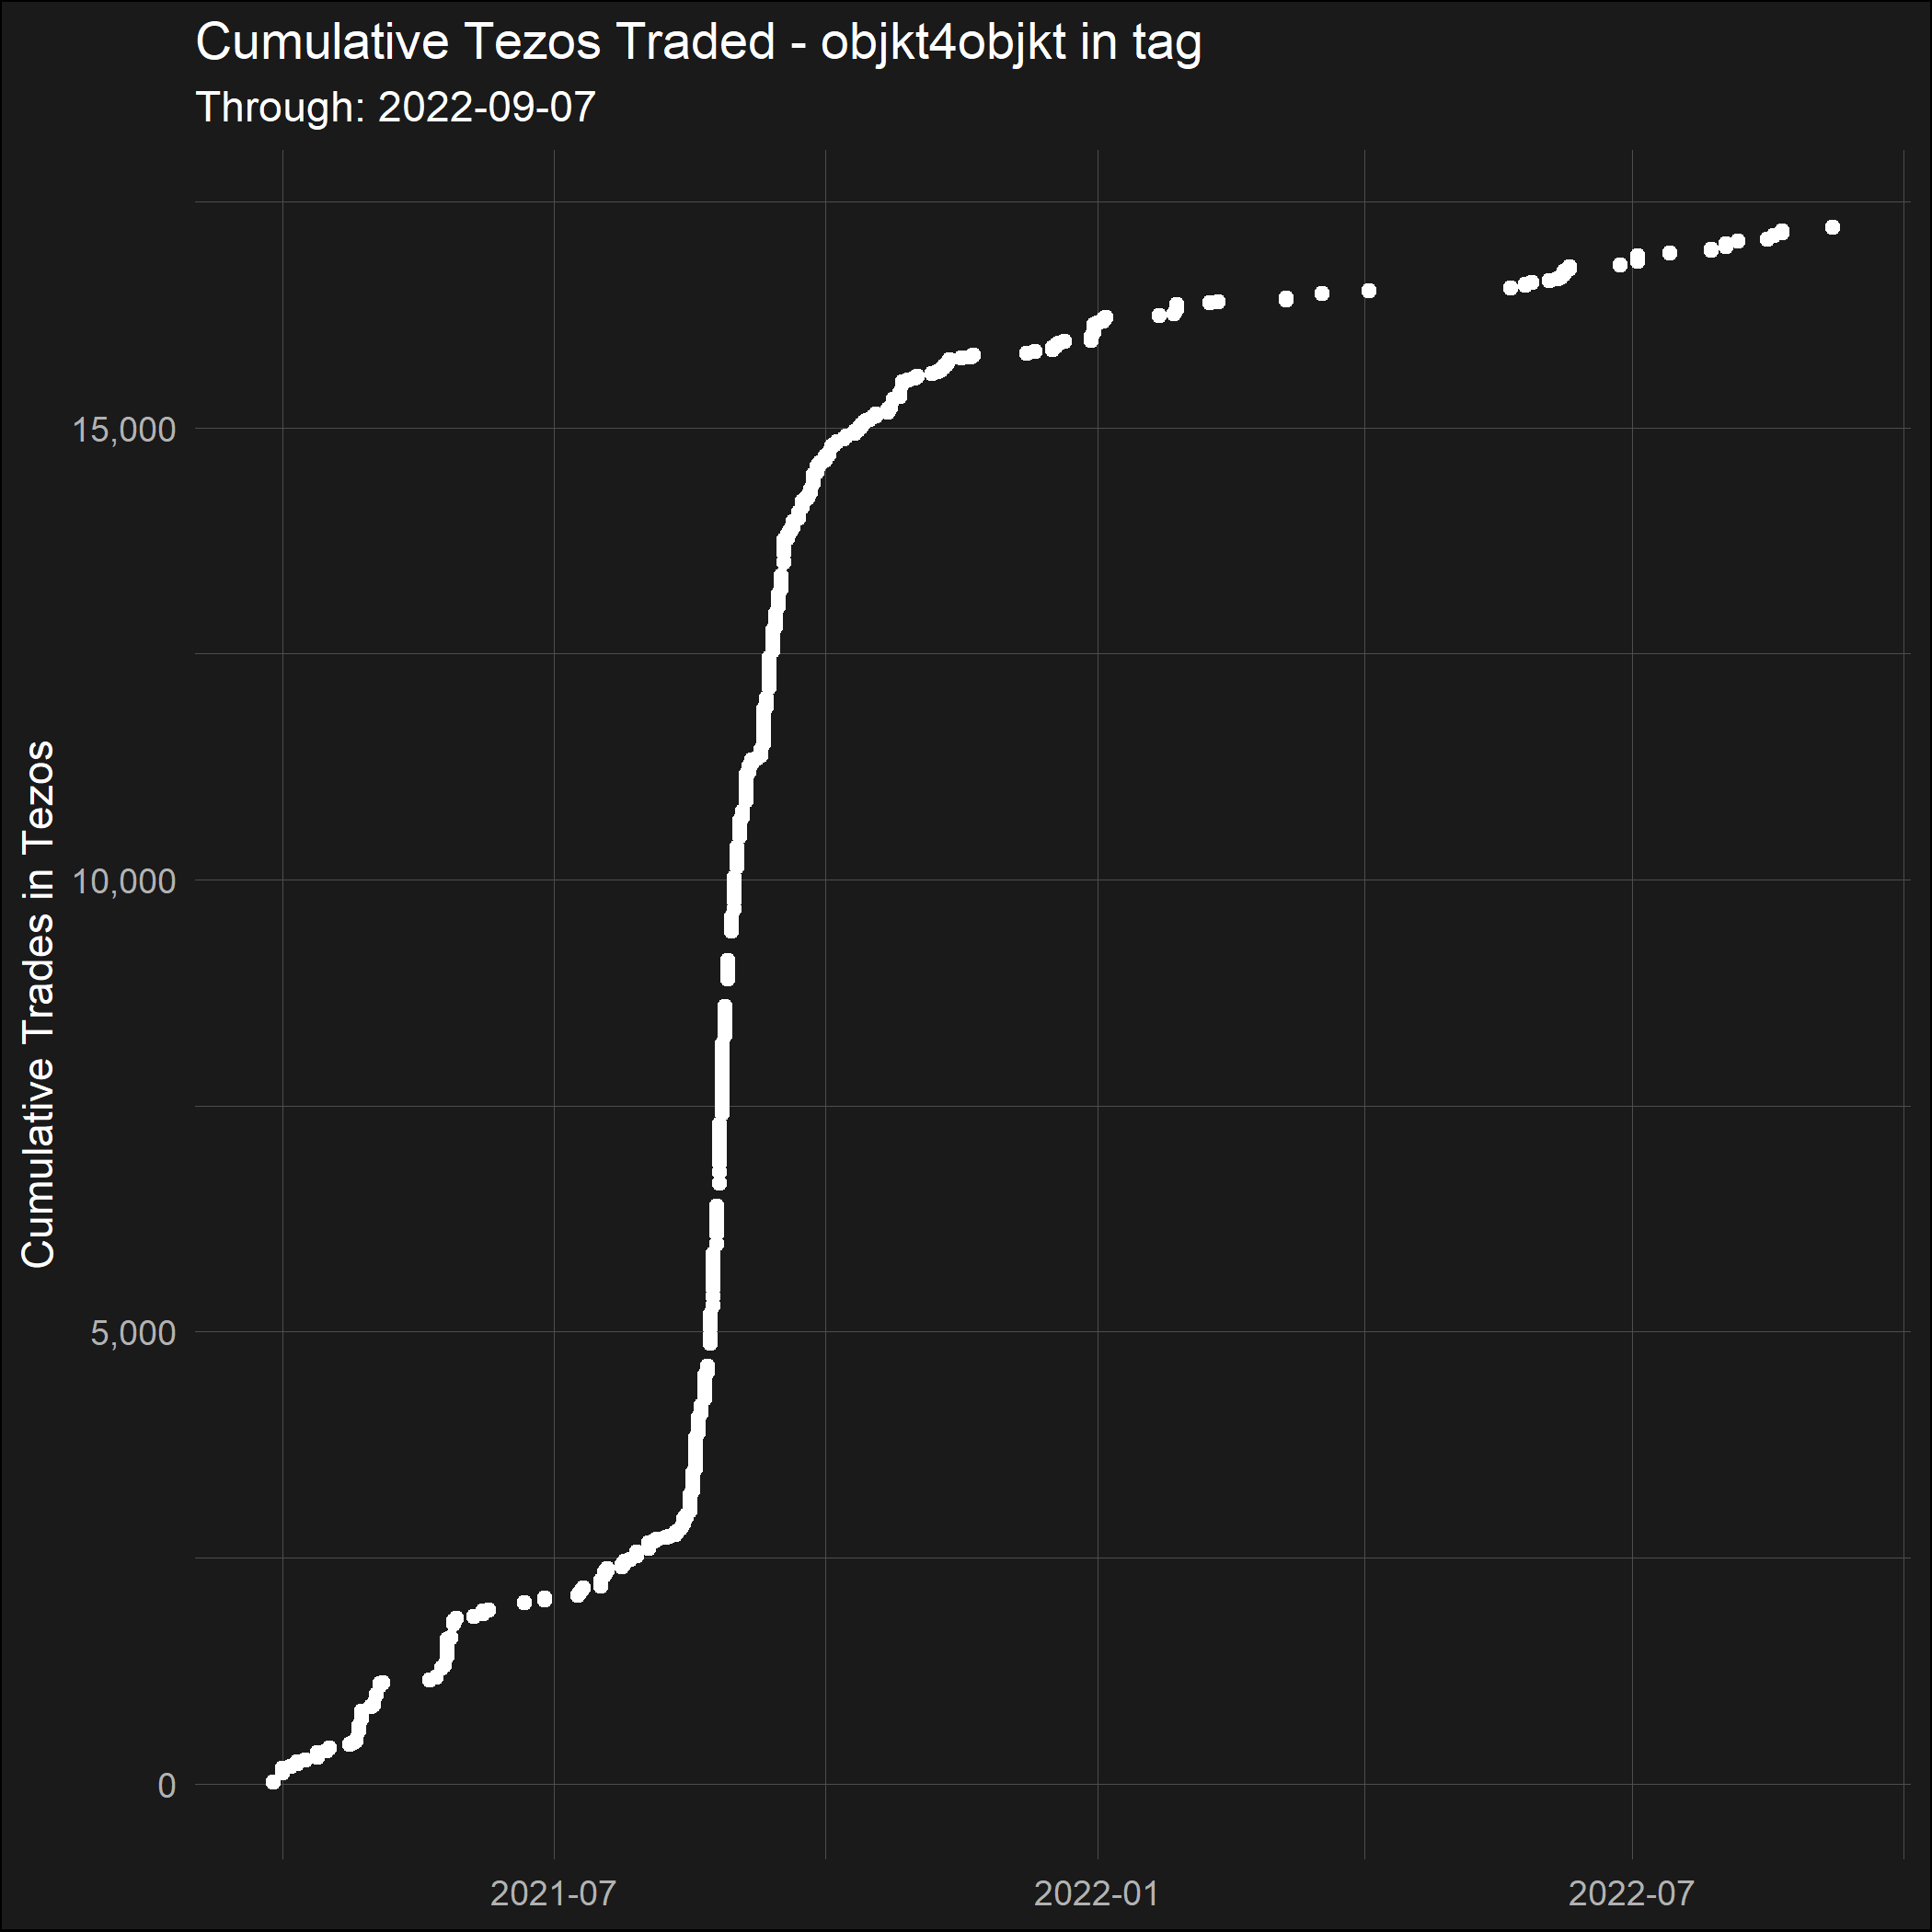 Cumulative Tezos Traded - objkt4objkt in tag
Through: 2022-09-07
Cumulative Trades in Tezos
15,000
10,000
5,000
0
2021-07
2022-01
2022-07